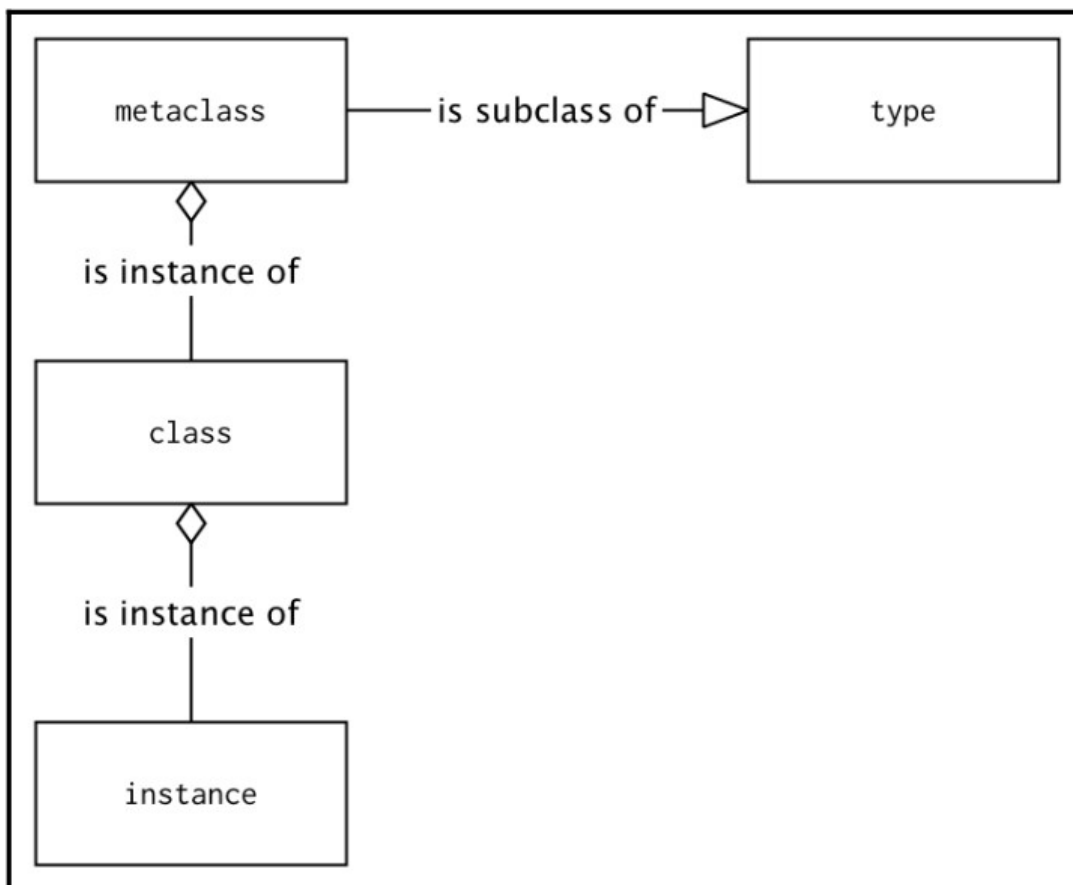 metaclass
is subclass of
type
is instance of
class
is instance of
instance